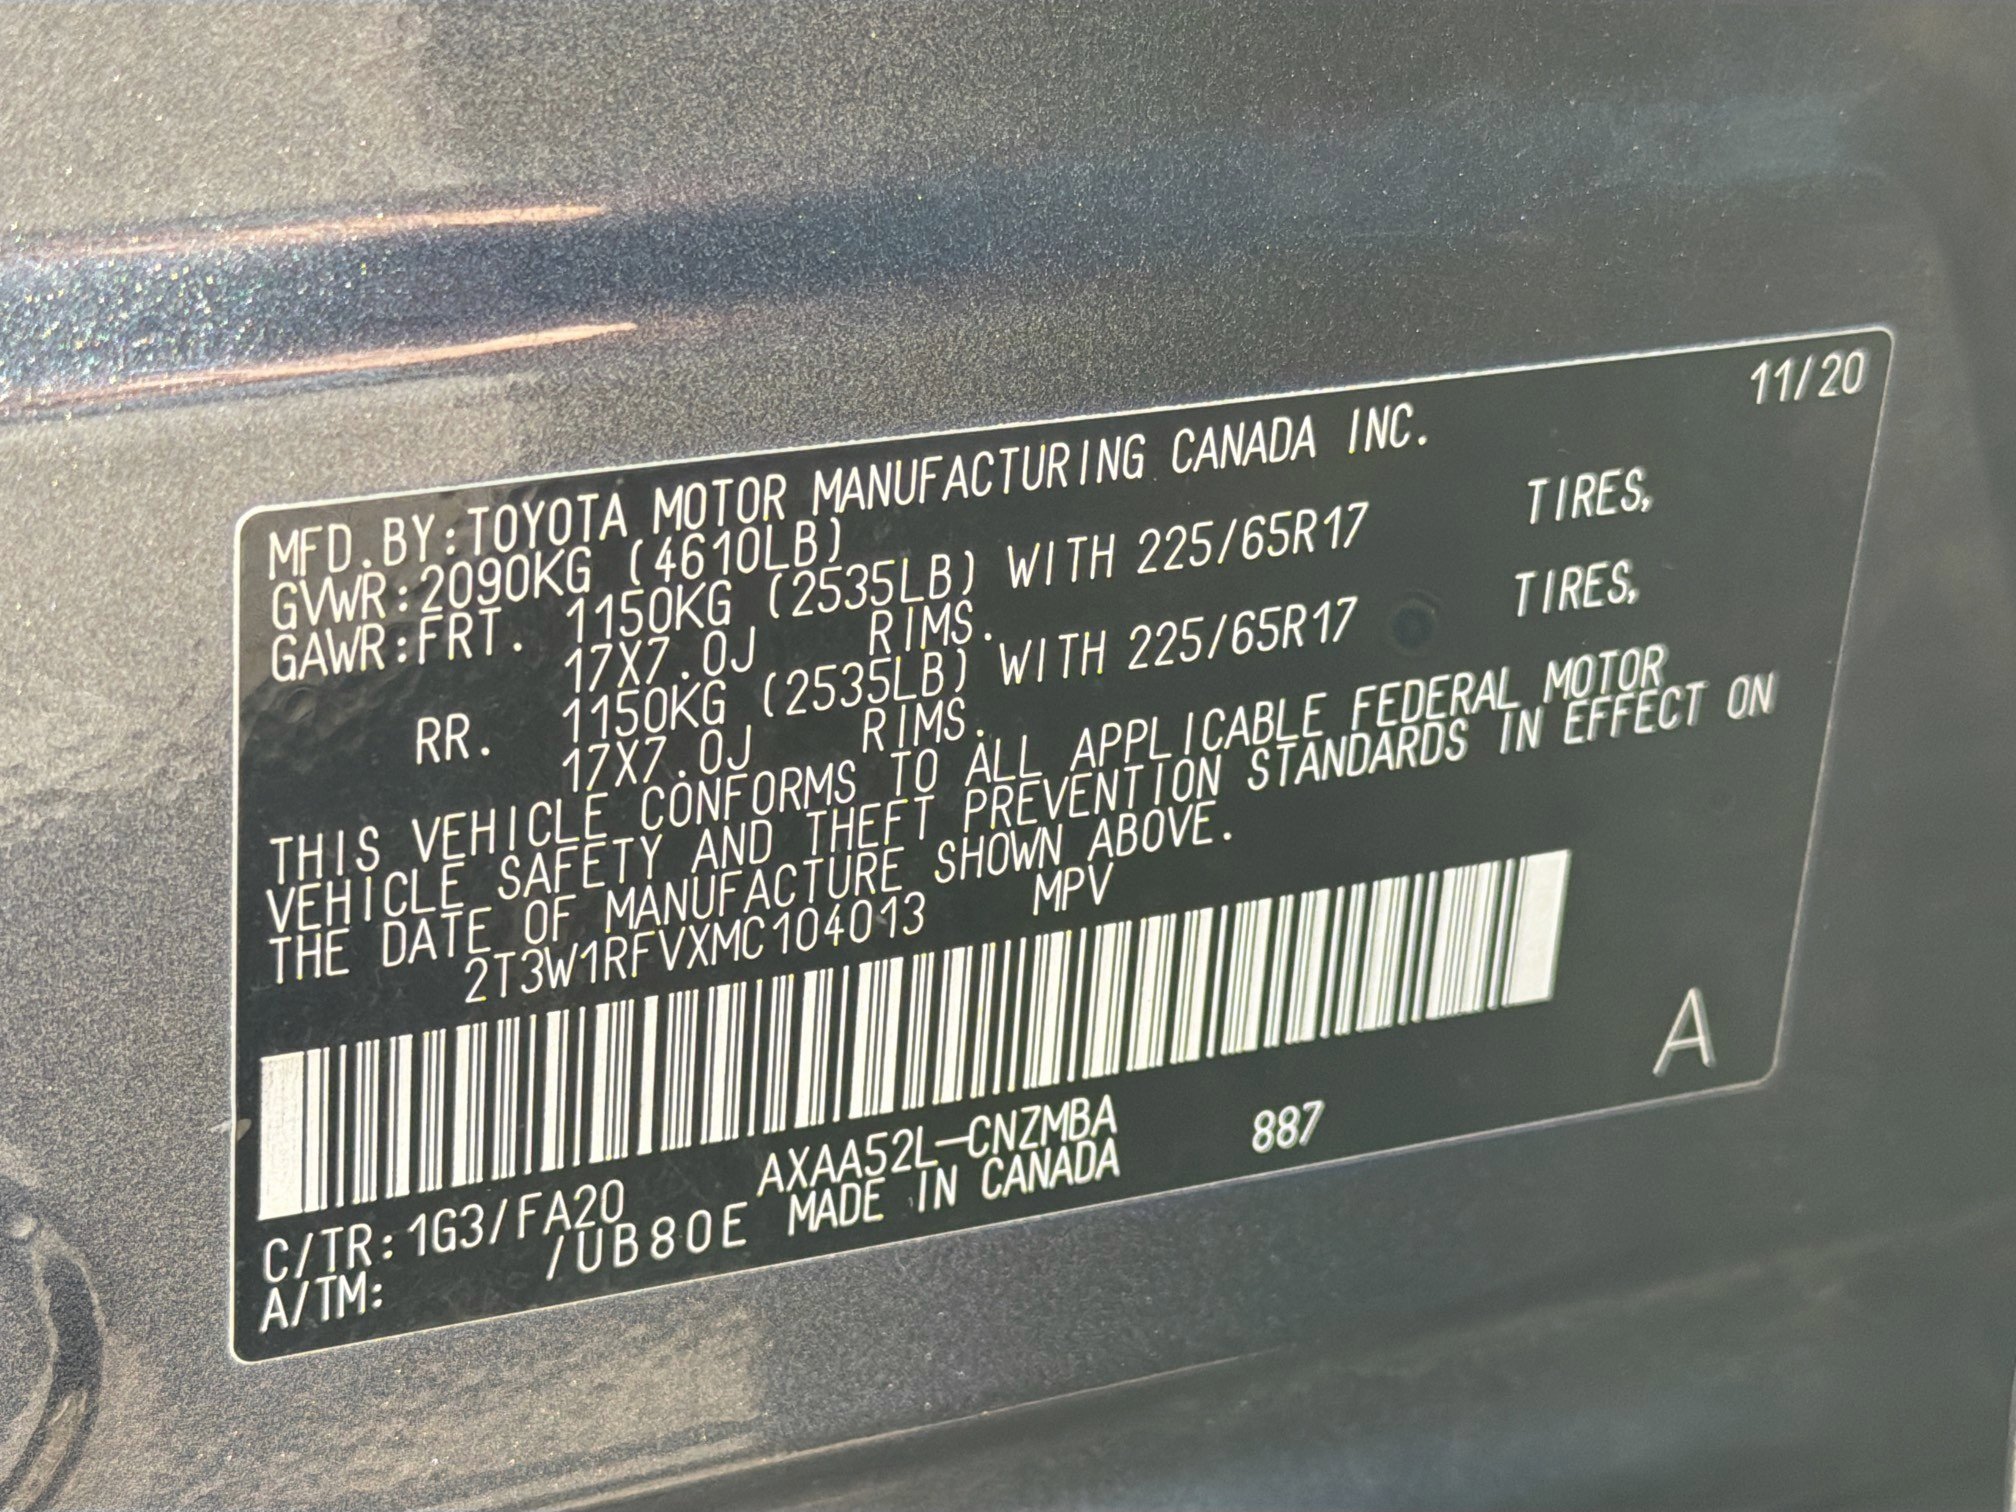 11/20
MFD.BY:TOYOTA MOTOR MANUFACTURING CANADA INC.
GVWR:2090KG (4610LB)
GAWR:FRT. 1150KG (2535LB) WITH 225/65R17 TIRES,
17X7.0J RIMS.
RR. 1150KG (2535LB) WITH 225/65R17 TIRES,
17X7.0J RIMS.
THIS VEHICLE CONFORMS TO ALL APPLICABLE FEDERAL MOTOR
VEHICLE SAFETY AND THEFT PREVENTION STANDARDS IN EFFECT ON
THE DATE OF MANUFACTURE SHOWN ABOVE.
2T3W1RFVXMC104013 MPV
A
AXAA52L-CNZMBA 887
C/TR:1G3/FA20 MADE IN CANADA
A/TM: /UB80E